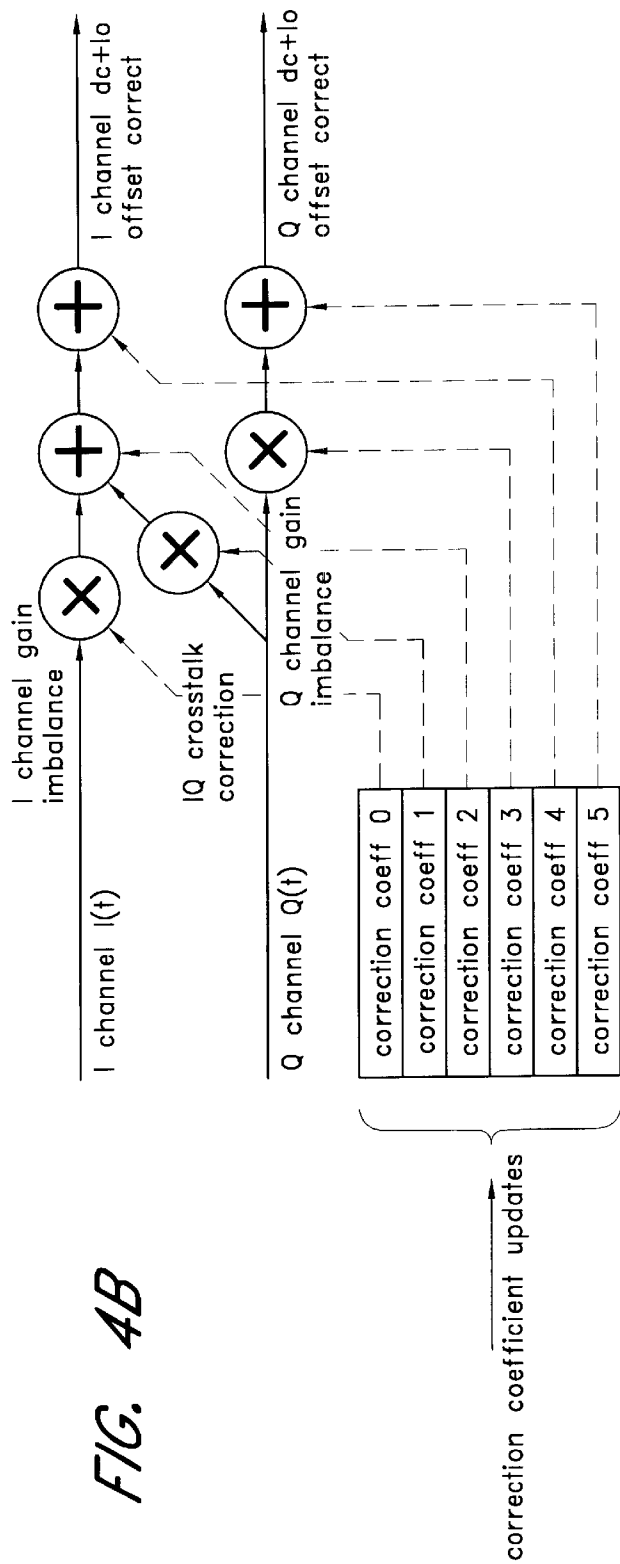 FIG. 4B
I channel gain
imbalance
I channel dc+lo
offset correct
I channel I(t)
IQ crosstalk
correction
Q channel gain
imbalance
Q channel dc+lo
offset correct
Q channel Q(t)
correction coeff 0
correction coeff 1
correction coeff 2
correction coeff 3
correction coeff 4
correction coeff 5
correction coefficient updates